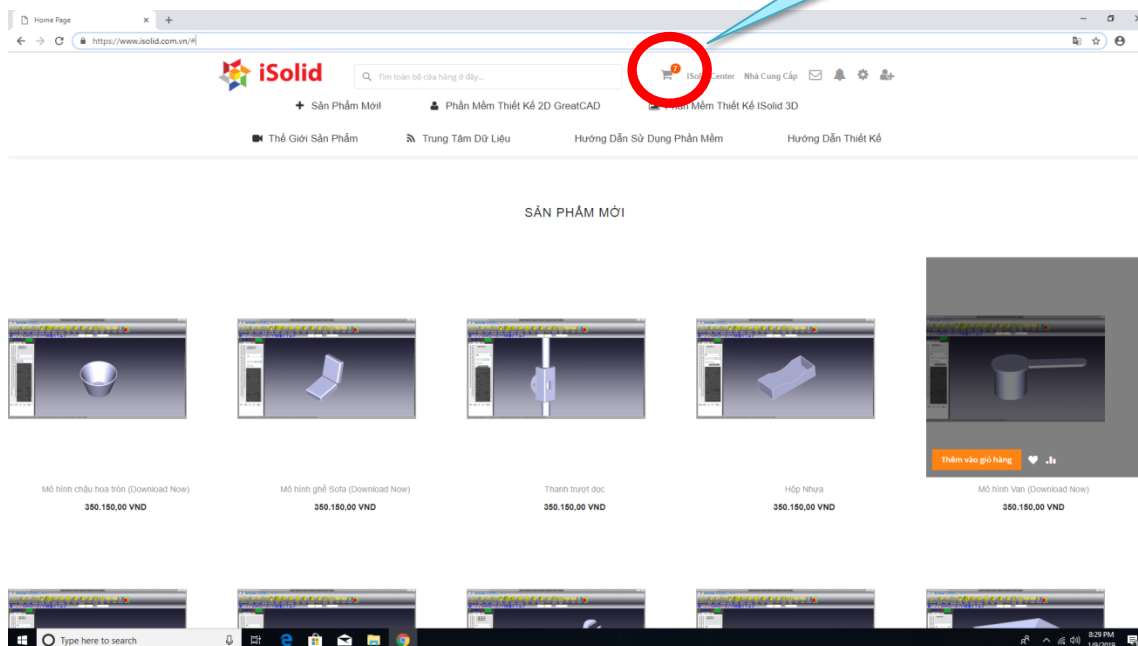 Home Page
https://www.isolid.com.vn/#
iSolid
Tìm toàn bộ cửa hàng ở đây...
7
Center Nhà Cung Cấp
Sản Phẩm Mới!
Phần Mềm Thiết Kế 2D GreatCAD
Phần Mềm Thiết Kế ISolid 3D
Thế Giới Sản Phẩm
Trung Tâm Dữ Liệu
Hướng Dẫn Sử Dụng Phần Mềm
Hướng Dẫn Thiết Kế
SẢN PHẨM MỚI
Thêm vào giỏ hàng
Mô hình chậu hoa tròn (Download Now)
350.150,00 VND
Mô hình ghế Sofa (Download Now)
350.150,00 VND
Thanh trượt dọc
350.150,00 VND
Hộp Nhựa
350.150,00 VND
Mô hình Van (Download Now)
350.150,00 VND
Type here to search
8:29 PM
1/9/2019